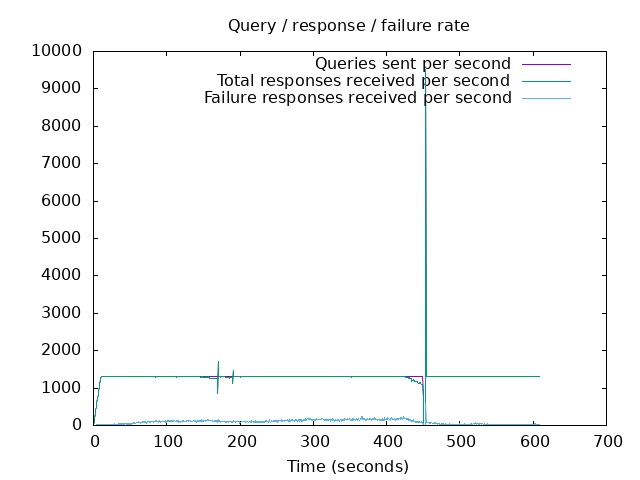 Query / response / failure rate
10000
9000
8000
7000
6000
5000
4000
3000
2000
1000
0
Queries sent per second
Total responses received per second
Failure responses received per second
0 100 200 300 400 500 600 700
Time (seconds)